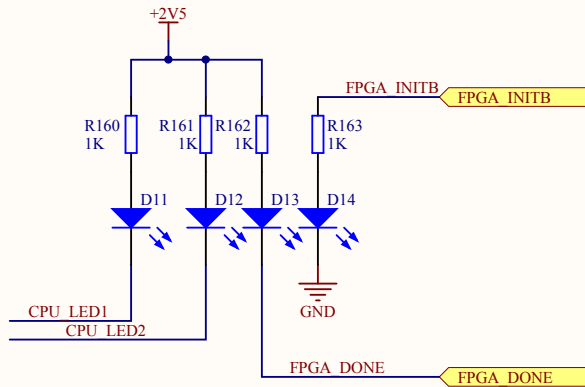 +2V5
FPGA_INITB FPGA_INITB
R160 R161 R162 R163
1K 1K 1K 1K
D11 D12 D13 D14
CPU_LED1 GND
CPU_LED2
FPGA_DONE FPGA_DONE